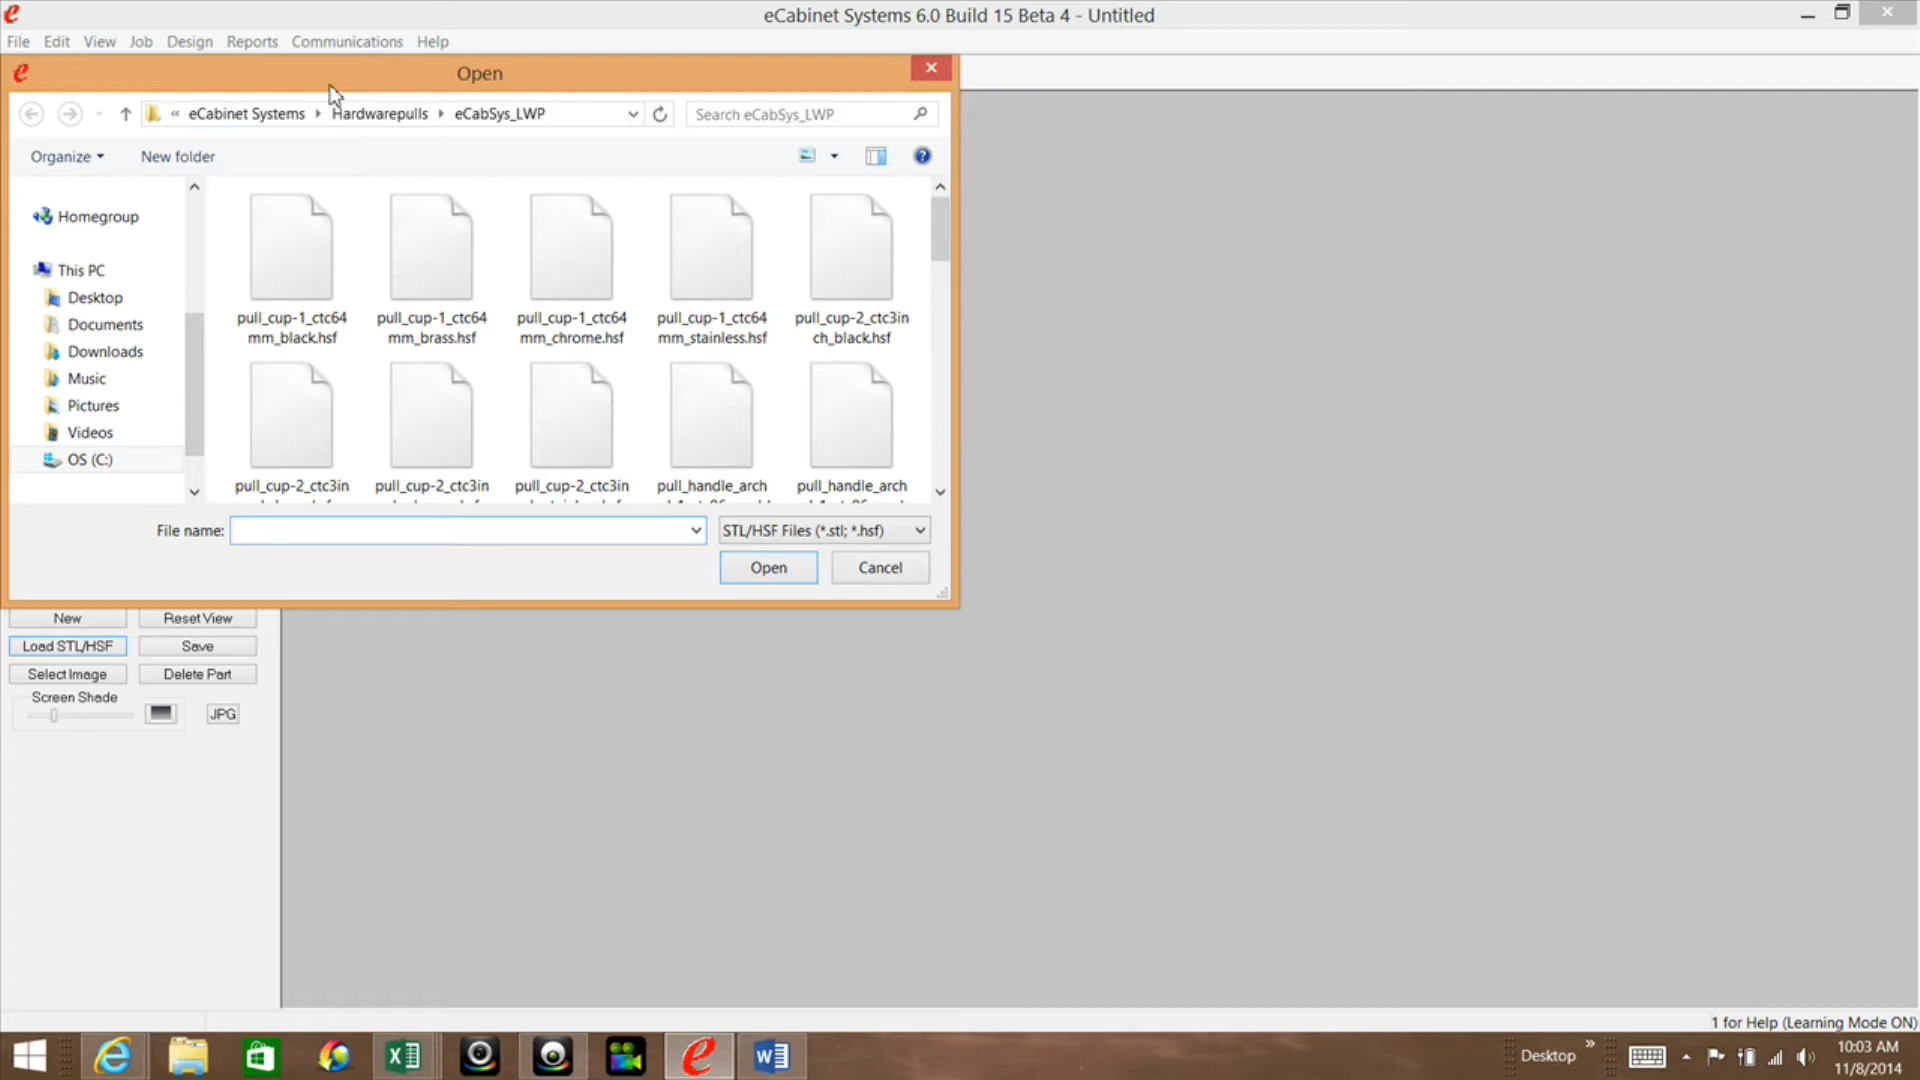 eCabinet Systems 6.0 Build 15 Beta 4 - Untitled
File Edit View Job Design Reports Communications Help
Open
« eCabinet Systems Hardwarepulls eCabSys_LWP
Search eCabSys_LWP
Organize New folder
Homegroup
This PC
Desktop
Documents
Downloads
Music
Pictures
Videos
OS (C:)
pull_cup-1_ctc64 pull_cup-1_ctc64 pull_cup-1_ctc64 pull_cup-1_ctc64 pull_cup-2_ctc3in
mm_black.hsf mm_brass.hsf mm_chrome.hsf mm_stainless.hsf ch_black.hsf
pull_cup-2_ctc3in pull_cup-2_ctc3in pull_cup-2_ctc3in pull_handle_arch pull_handle_arch
File name: STL/HSF Files (*.stl; *.hsf)
Open Cancel
New Reset View
Load STL/HSF Save
Select Image Delete Part
Screen Shade
JPG
1 for Help (Learning Mode ON)
Desktop
10:03 AM
11/8/2014